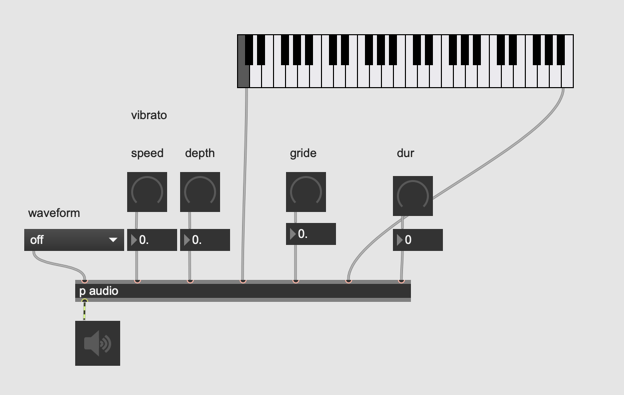 vibrato
speed
depth
gride
dur
waveform
off
0.
0.
0.
0
p audio